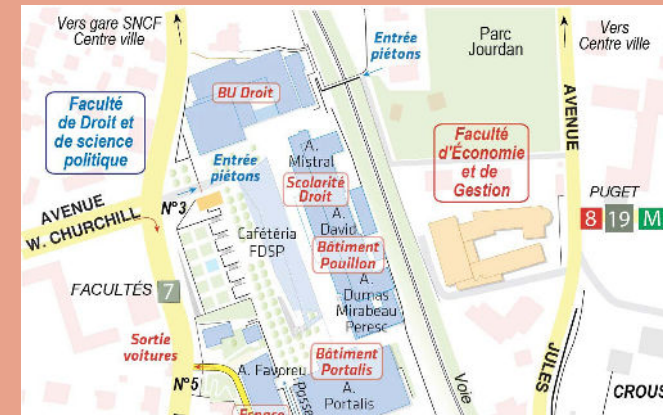 Vers gare SNCF
Centre ville
Entrée
piétons
Parc
Jourdan
Vers
Centre ville
BU Droit
Faculté
de Droit et
de science
politique
AVENUE
Faculté
d'Économie
et de
Gestion
A.
Mistral
Entrée
piétons
Scolarité
Droit
N°3
AVENUE
W. CHURCHILL
Cafétéria
FDSP
A.
David
Bâtiment
Pouillon
PUGET
8 19 M
FACULTÉS 7
A.
Dumas
Mirabeau
Peresc
Sortie
voitures
Bâtiment
Portalis
A. Favoreu
N°5
A.
Portalis
Voie
JULES
CROUS
Espace